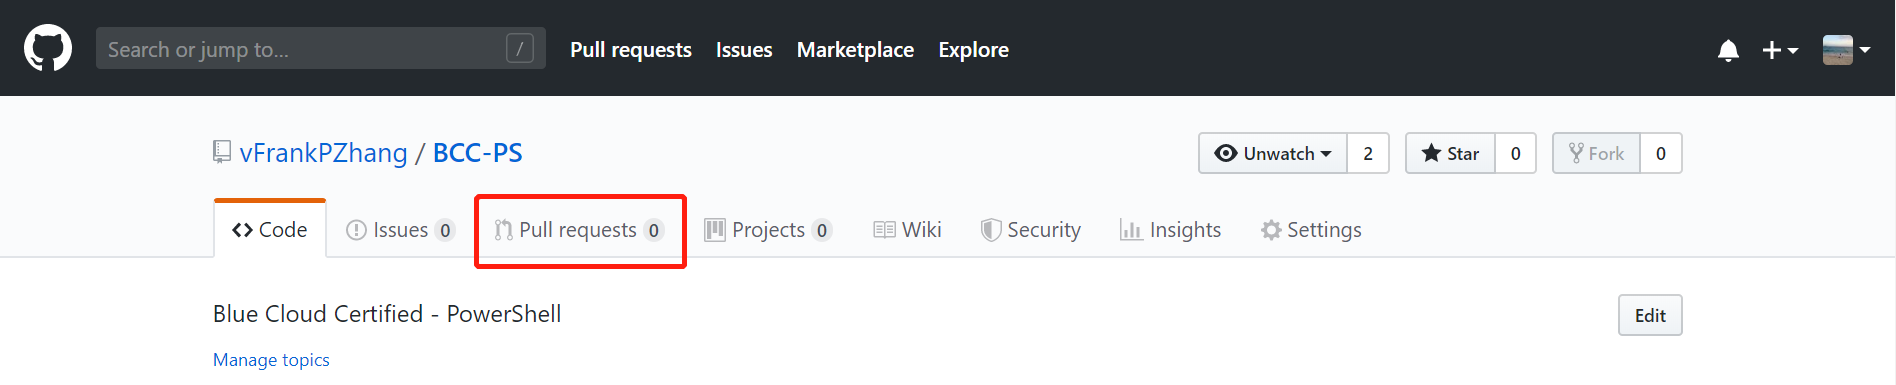 Search or jump to... / Pull requests Issues Marketplace Explore
vFrankPZhang / BCC-PS Unwatch 2 Star 0 Fork 0
Code Issues 0 Pull requests 0 Projects 0 Wiki Security Insights Settings
Blue Cloud Certified - PowerShell Edit
Manage topics